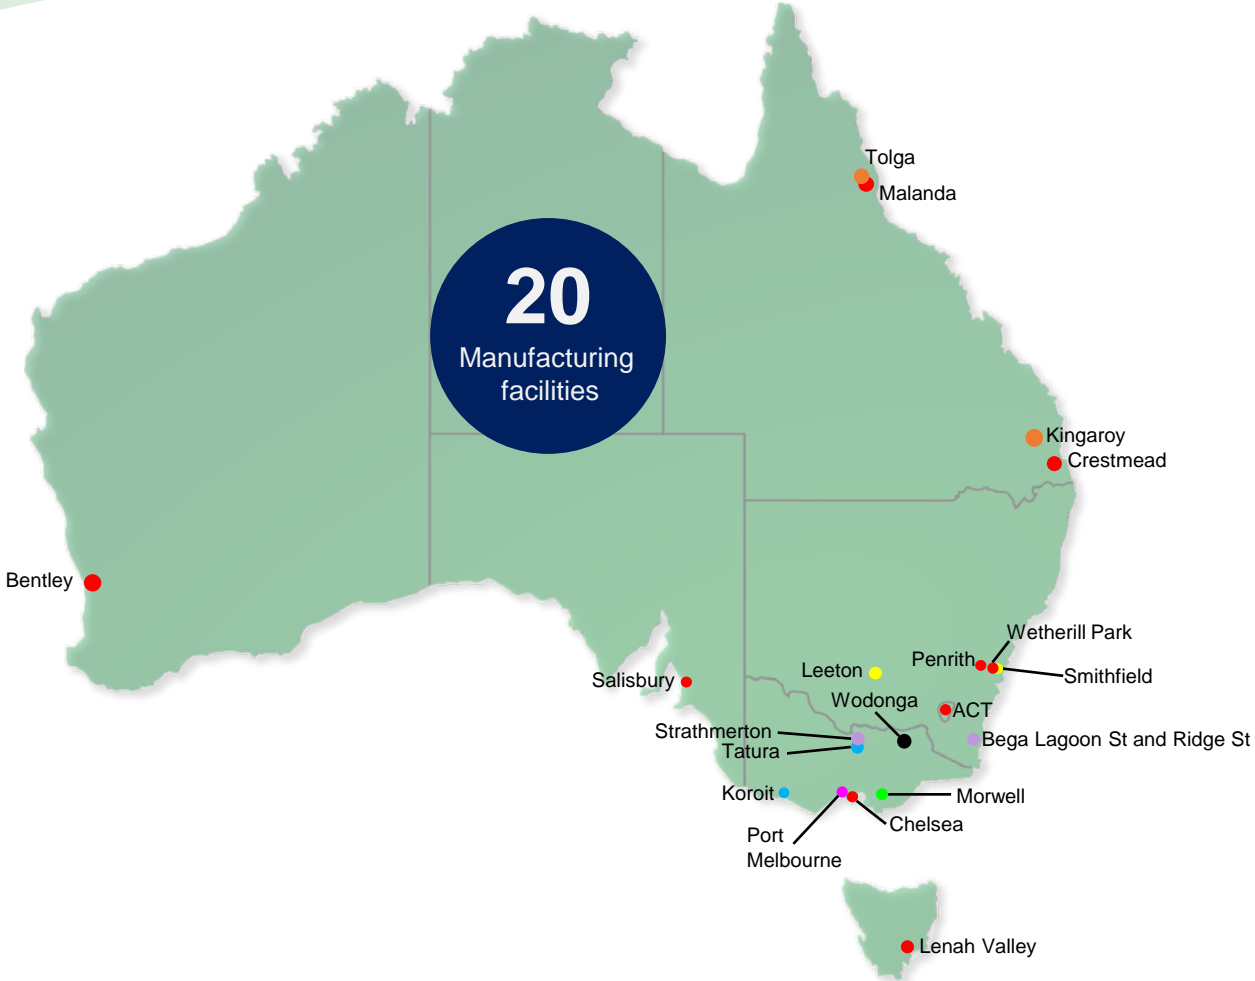 Tolga
Malanda
20
Manufacturing
facilities
Kingaroy
Crestmead
Bentley
Wetherill Park
Penrith
Leeton
Smithfield
Salisbury
Wodonga
ACT
Strathmerton
Bega Lagoon St and Ridge St
Tatura
Koroit
Morwell
Chelsea
Port
Melbourne
Lenah Valley